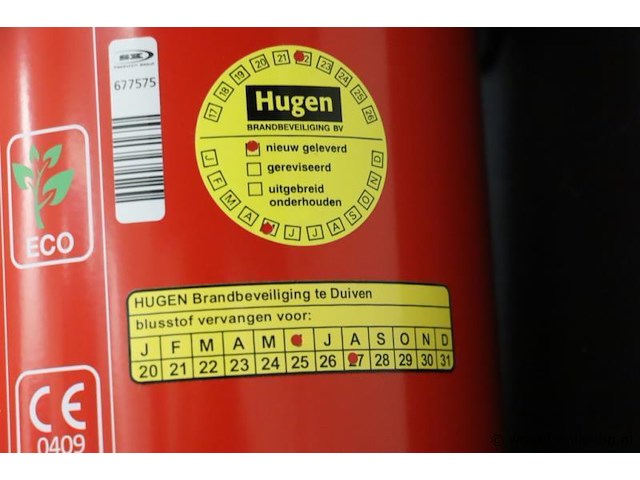 677575
17 18 19 20 21 22 23 24 25 26
Hugen
BRANDBEVEILIGING BV
nieuw geleverd
gereviseerd
uitgebreid
onderhouden
J F M A M J J A S O N D
ECO
HUGEN Brandbeveiliging te Duiven
blusstof vervangen voor:
J F M A M J A S O N D
20 21 22 23 24 25 26 27 28 29 30 31
CE
0409